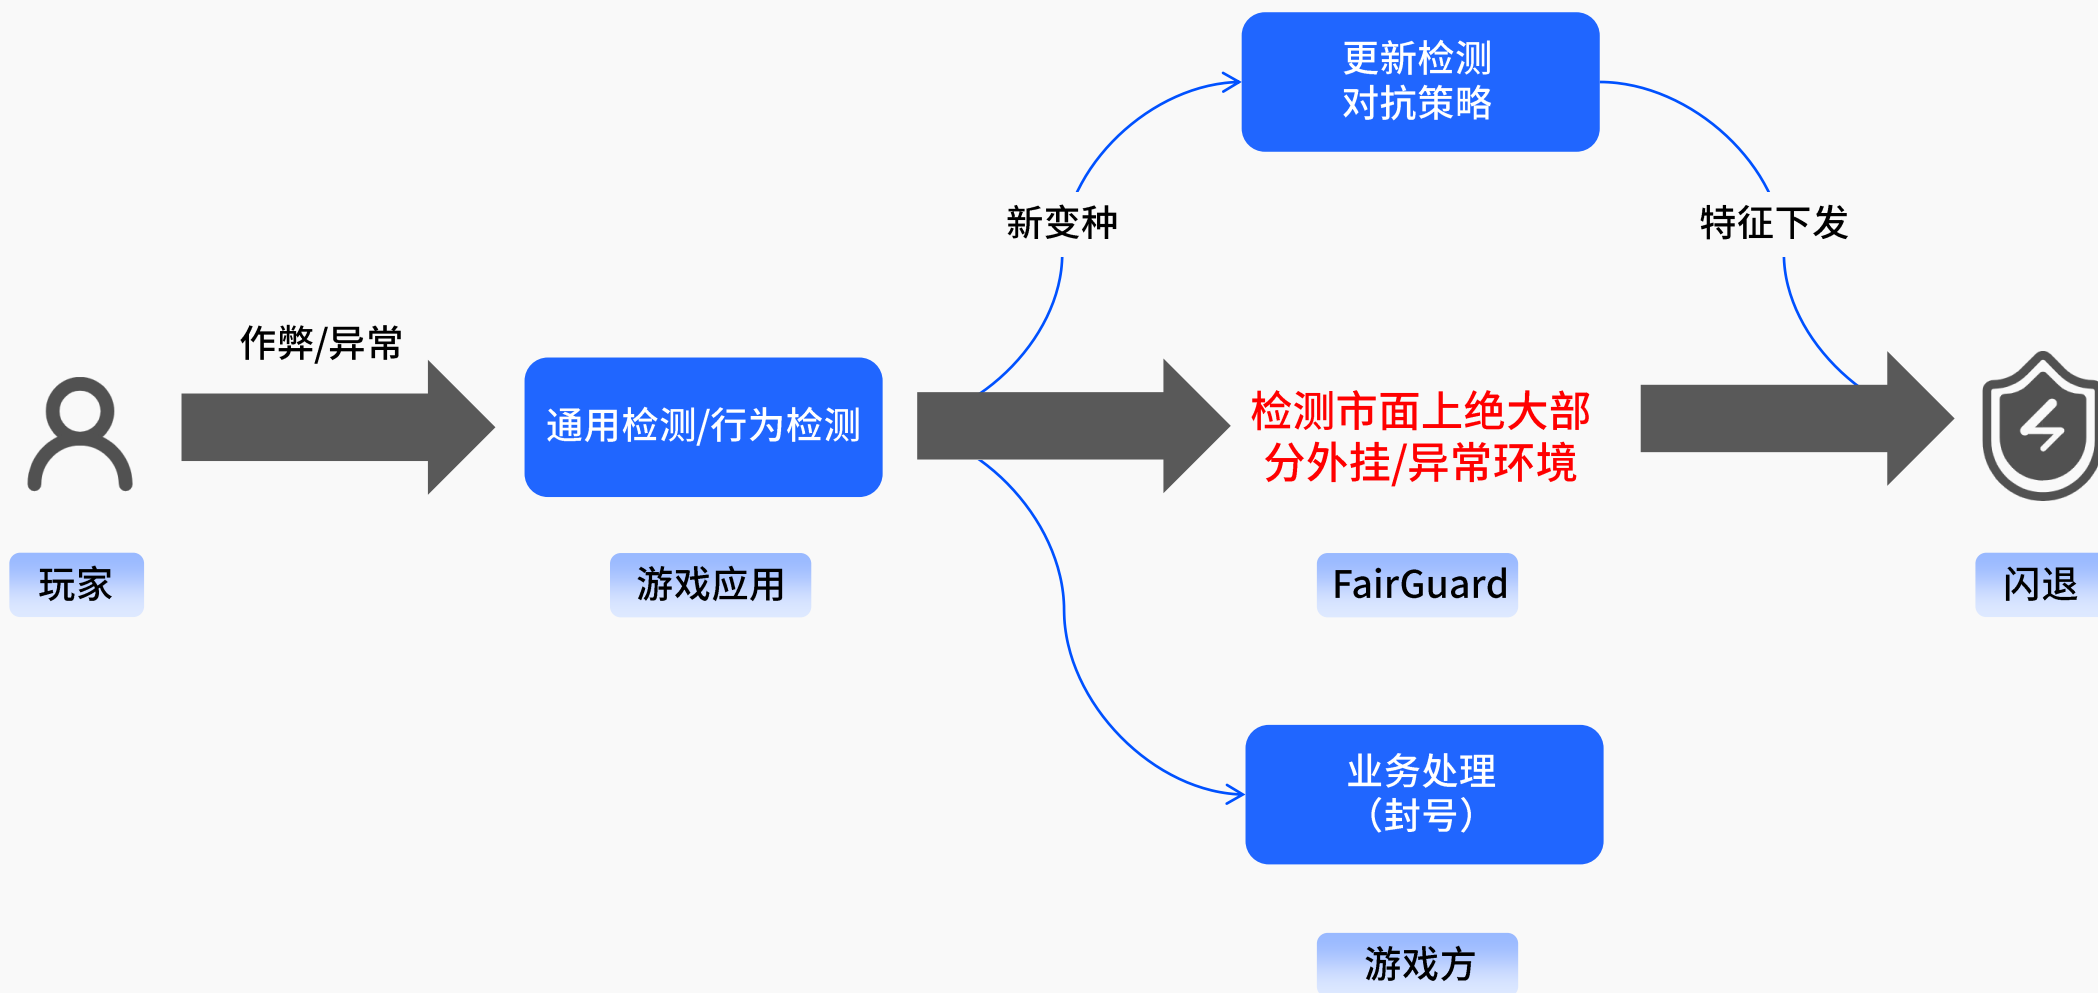 更新检测
对抗策略
新变种
特征下发
作弊/异常
通用检测/行为检测
检测市面上绝大部
分外挂/异常环境
玩家
游戏应用
FairGuard
闪退
业务处理
（封号）
游戏方